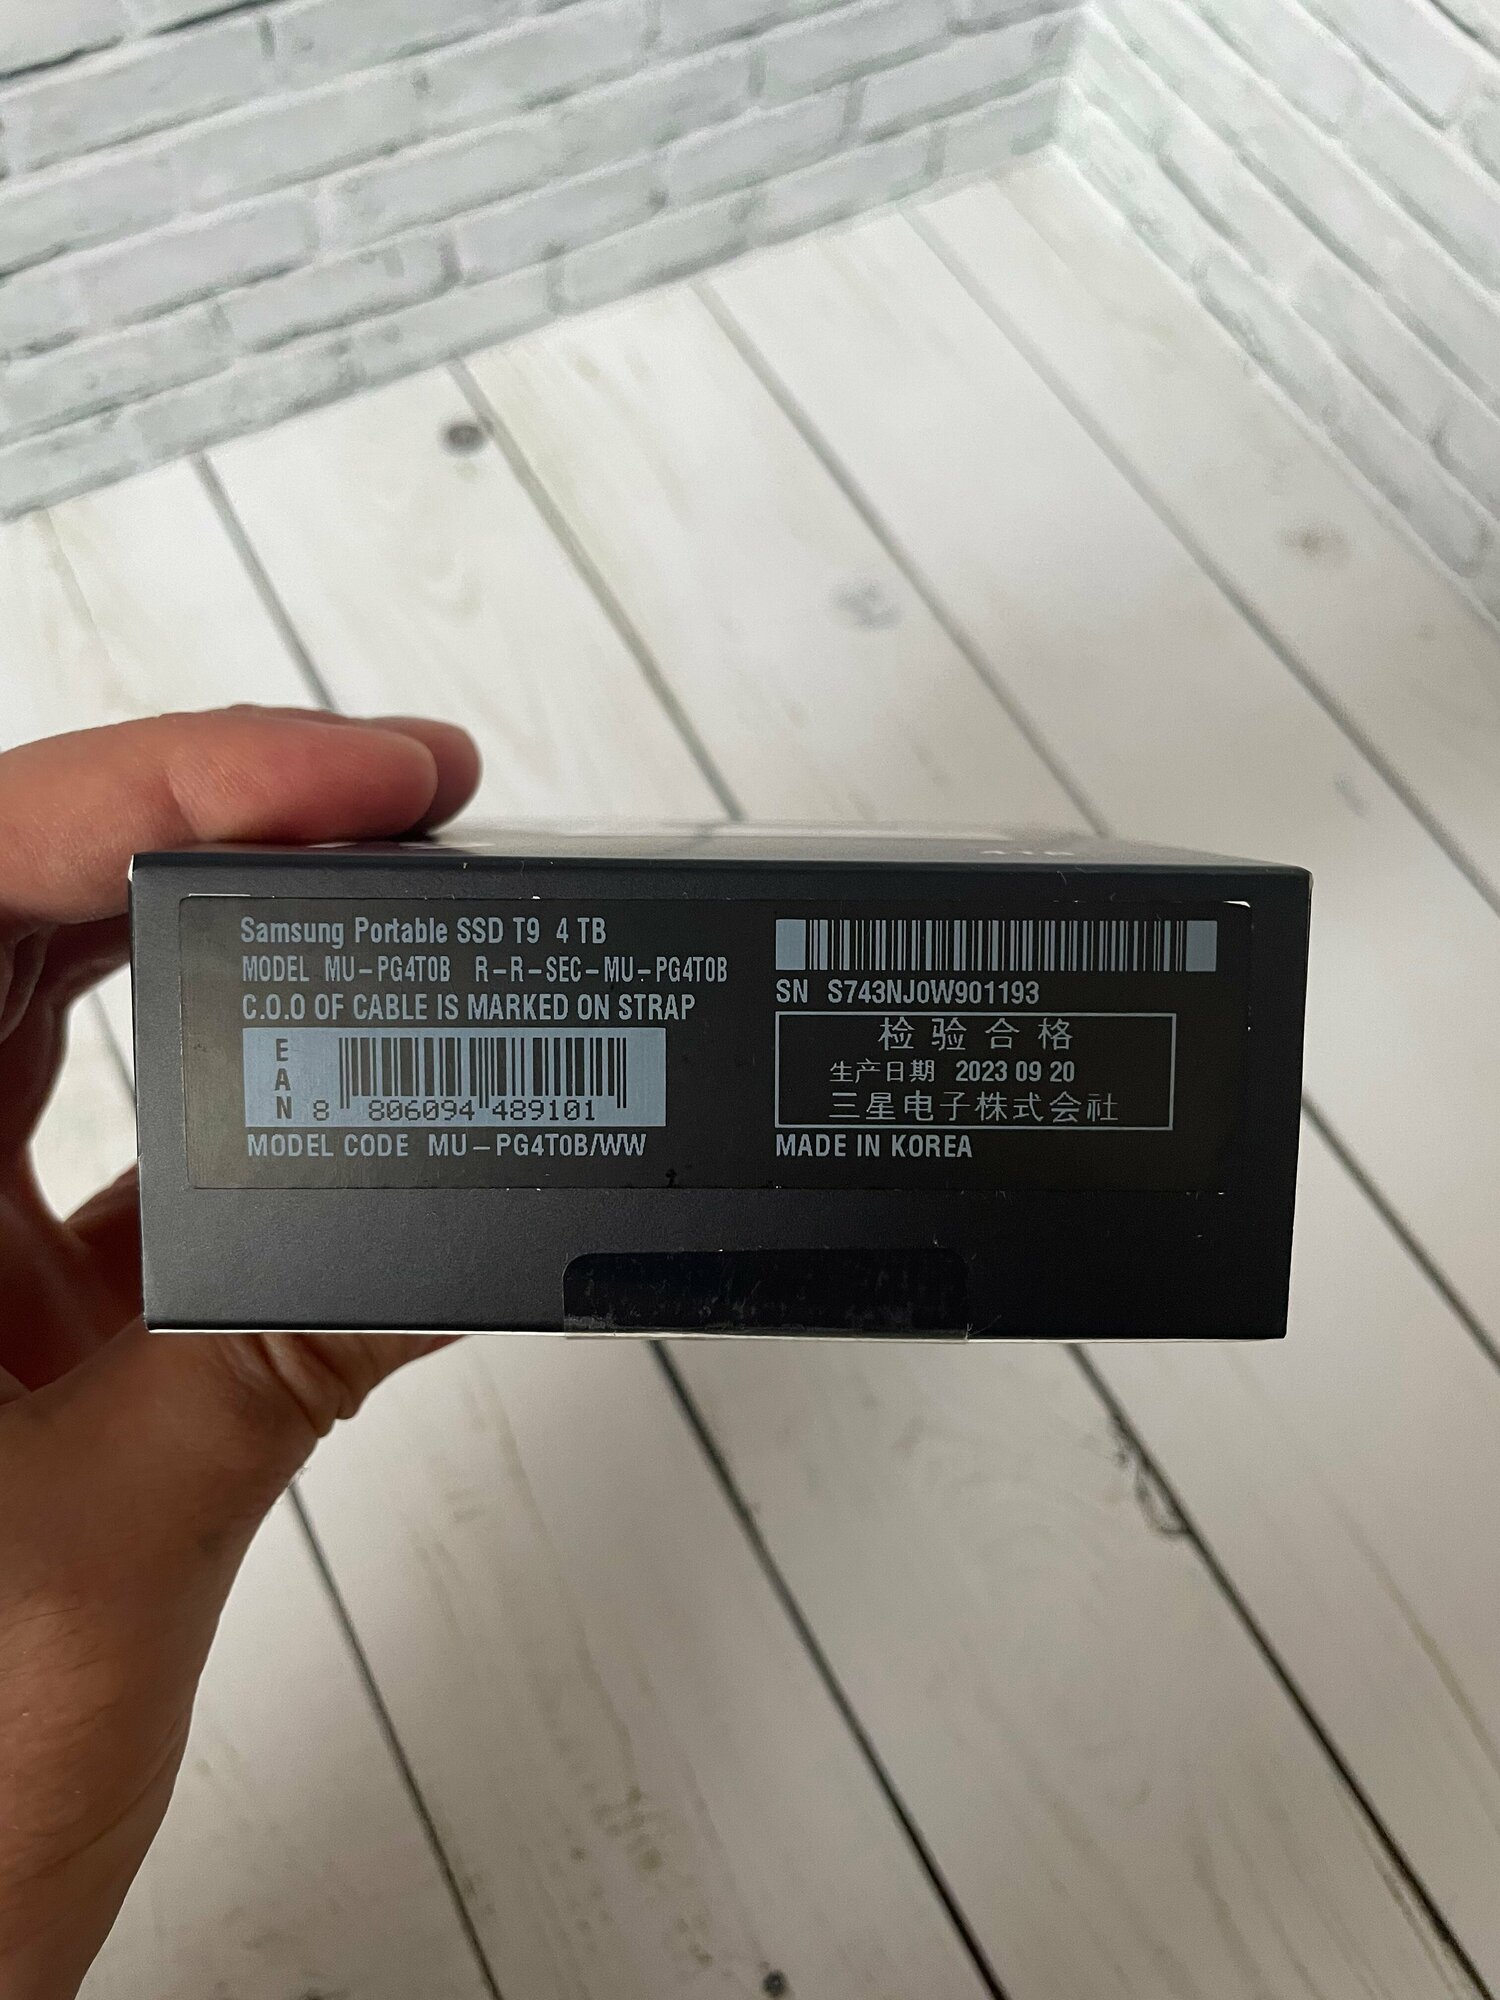 Samsung Portable SSD T9 4 TB
MODEL MU-PG4T0B R-R-SEC-MU-PG4T0B
C.O.O OF CABLE IS MARKED ON STRAP
EAN
8 806094 489101
MODEL CODE MU-PG4T0B/WW
SN S743NJ0W901193
检验合格
生产日期 2023 09 20
三星电子株式会社
MADE IN KOREA